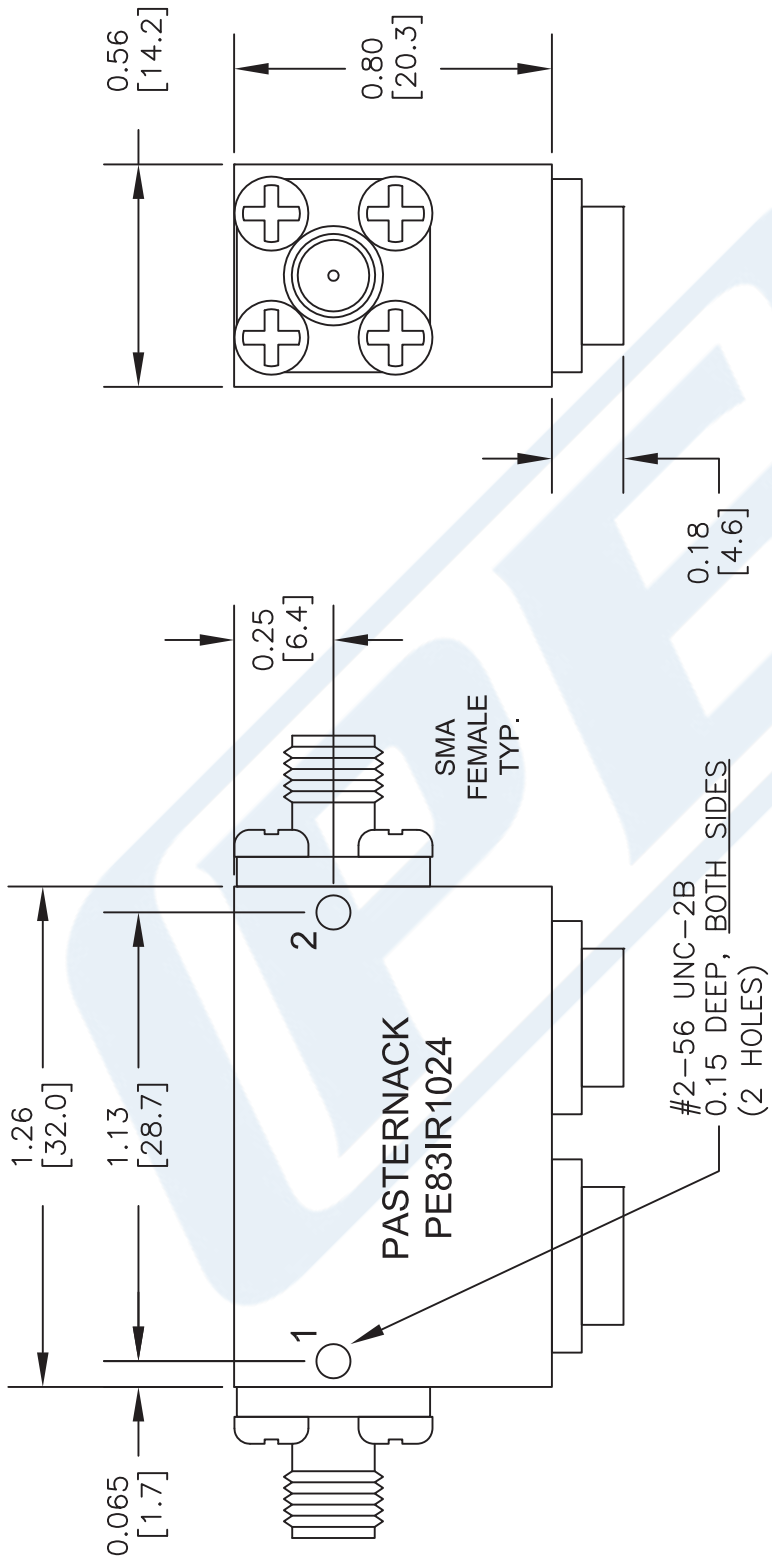 0.065
[1.7]
1.26
[32.0]
1.13
[28.7]
0.56
[14.2]
0.25
[6.4]
0.80
[20.3]
1
2
PASTERNACK
PE83IR1024
SMA
FEMALE
TYP.
0.18
[4.6]
#2-56 UNC-2B
0.15 DEEP, BOTH SIDES
(2 HOLES)